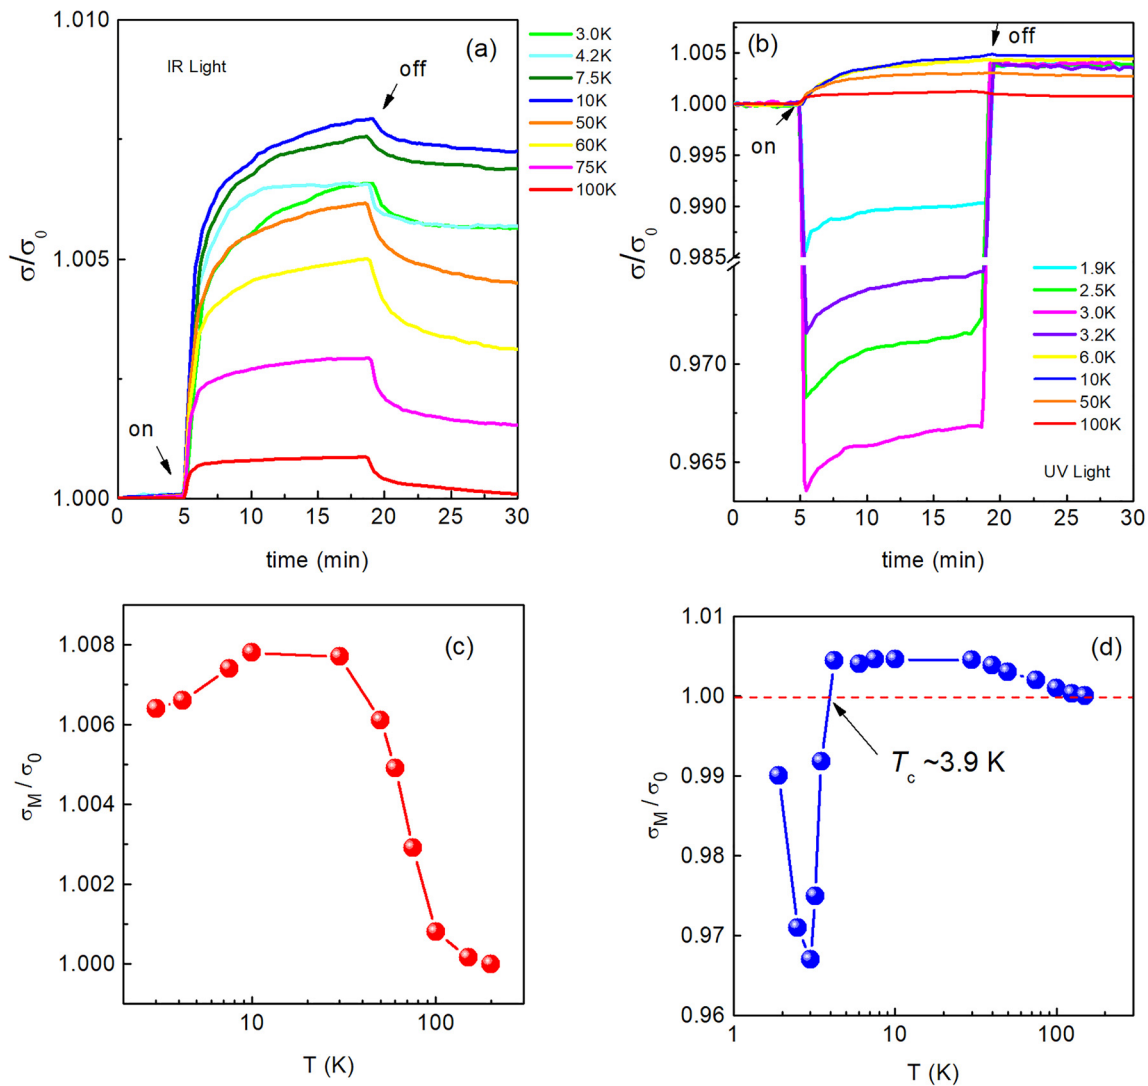 (a)
IR Light
off
on
1.010
1.005
1.000
σ/σ0
0 5 10 15 20 25 30
time (min)
3.0K
4.2K
7.5K
10K
50K
60K
75K
100K
(b)
off
on
1.005
1.000
0.995
0.990
0.985
0.970
0.965
σ/σ0
1.9K
2.5K
3.0K
3.2K
6.0K
10K
50K
100K
UV Light
0 5 10 15 20 25 30
time (min)
(c)
1.008
1.006
1.004
1.002
1.000
σM / σ0
10 100
T (K)
(d)
1.01
1.00
0.99
0.98
0.97
0.96
σM / σ0
Tc ~3.9 K
1 10 100
T (K)